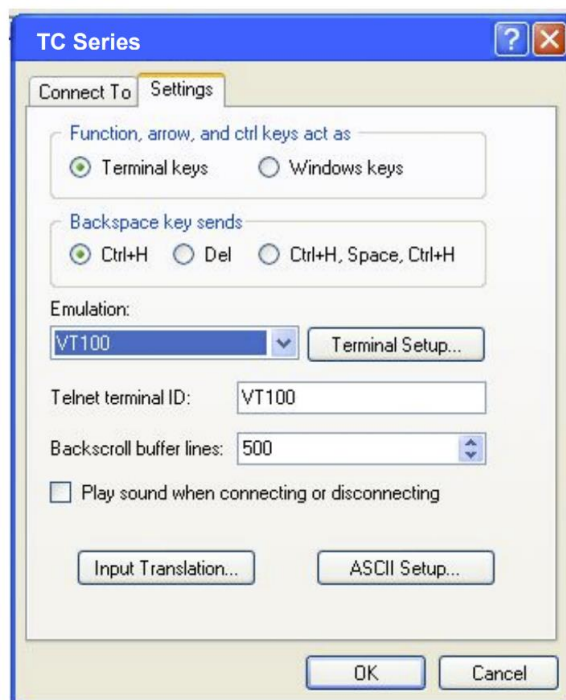 TC Series
?
Connect To Settings
Function, arrow, and ctrl keys act as
Terminal keys Windows keys
Backspace key sends
Ctrl+H Del Ctrl+H, Space, Ctrl+H
Emulation:
VT100 Terminal Setup...
Telnet terminal ID: VT100
Backscroll buffer lines: 500
Play sound when connecting or disconnecting
Input Translation... ASCII Setup...
OK Cancel